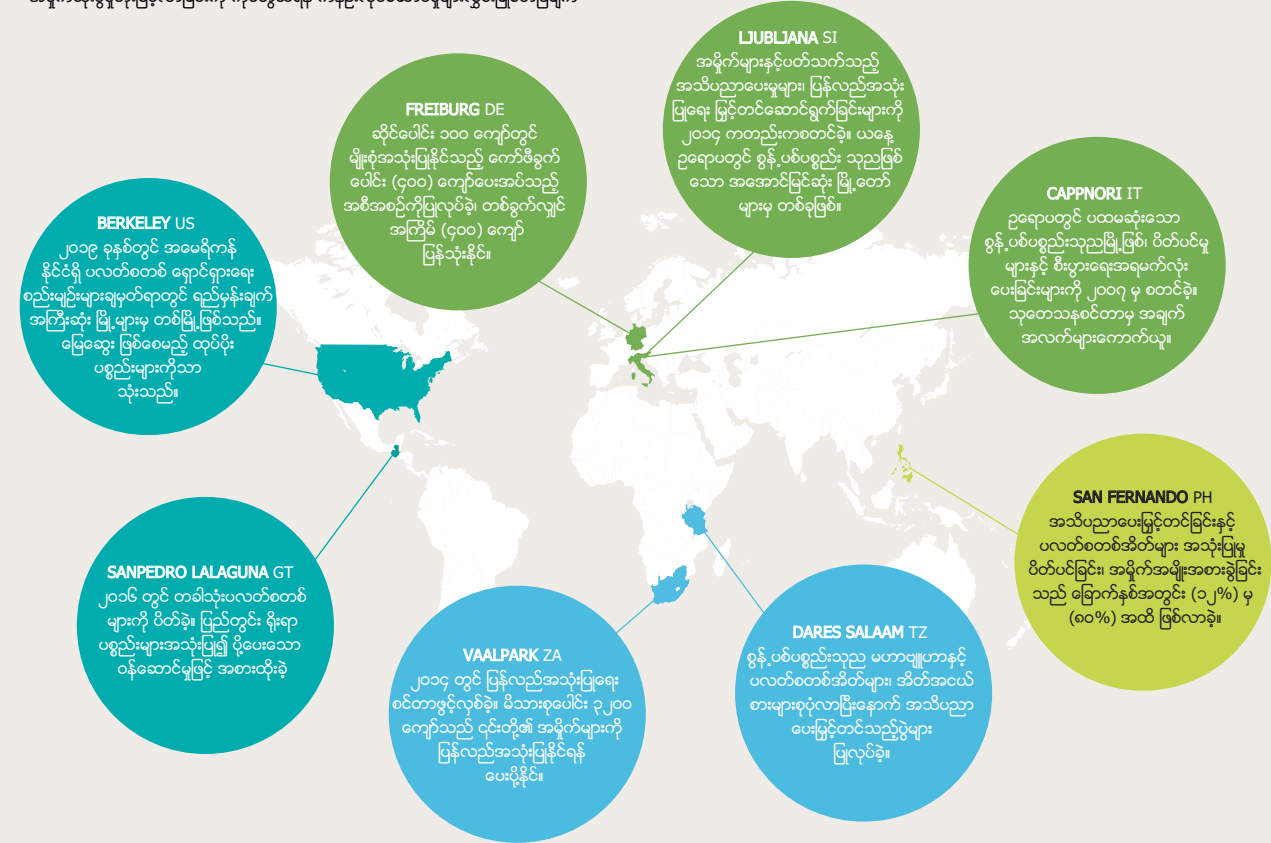 LJUBLJANA SI
အမှိုက်များနှင့်ပတ်သက်သည့်
အသိပညာပေးမှုများ၊ ပြန်လည်အသုံး
ပြုရေး မြှင့်တင်ဆောင်ရွက်ခြင်းများကို
၂၀၁၄ ကတည်းကစတင်ခဲ့။ ယနေ့
ဥရောပတွင် စွန့်ပစ်ပစ္စည်း သုညဖြစ်
သော အအောင်မြင်ဆုံး မြို့တော်
များမှ တစ်ခုဖြစ်။
FREIBURG DE
ဆိုင်ပေါင်း ၁၀၀ ကျော်တွင်
မျိုးစုံအသုံးပြုနိုင်သည့် ကော်ဖီခွက်
ပေါင်း (၄၀၀) ကျော်ပေးအပ်သည့်
အစီအစဉ်ကိုပြုလုပ်ခဲ့၊ တစ်ခွက်လျှင်
အကြိမ် (၄၀၀) ကျော်
ပြန်သုံးနိုင်။
CAPPNORI IT
ဥရောပတွင် ပထမဆုံးသော
စွန့်ပစ်ပစ္စည်းသုညမြို့ဖြစ်၊ ပိတ်ပင်မှု
များနှင့် စီးပွားရေးအရမက်လုံး
ပေးခြင်းများကို ၂၀၀၇ မှ စတင်ခဲ့။
သုတေသနစင်တာမှ အချက်
အလက်များကောက်ယူ။
BERKELEY US
၂၀၁၉ ခုနှစ်တွင် အမေရိကန်
နိုင်ငံရှိ ပလတ်စတစ် ရှောင်ရှားရေး
စည်းမျဉ်းများချမှတ်ရာတွင် ရည်မှန်းချက်
အကြီးဆုံး မြို့များမှ တစ်မြို့ဖြစ်သည်။
မြေဆွေး ဖြစ်စေမည့် ထုပ်ပိုး
ပစ္စည်းများကိုသာ
သုံးသည်။
SAN FERNANDO PH
အသိပညာပေးမြှင့်တင်ခြင်းနှင့်
ပလတ်စတစ်အိတ်များ အသုံးပြုမှု
ပိတ်ပင်ခြင်း၊ အမှိုက်အမျိုးအစားခွဲခြင်း
သည် ခြောက်နှစ်အတွင်း (၁၂%) မှ
(၈၀%) အထိ ဖြစ်လာခဲ့။
SANPEDRO LALAGUNA GT
၂၀၁၆ တွင် တခါသုံးပလတ်စတစ်
များကို ပိတ်ခဲ့။ ပြည်တွင်း ရိုးရာ
ပစ္စည်းများအသုံးပြု၍ ပို့ပေးသော
ဝန်ဆောင်မှုဖြင့် အစားထိုးခဲ့
VAALPARK ZA
၂၀၁၄ တွင် ပြန်လည်အသုံးပြုရေး
စင်တာဖွင့်လှစ်ခဲ့။ မိသားစုပေါင်း ၃၂၀၀
ကျော်သည် ၎င်းတို့၏ အမှိုက်များကို
ပြန်လည်အသုံးပြုနိုင်ရန်
ပေးပို့နိုင်။
DARES SALAAM TZ
စွန့်ပစ်ပစ္စည်းသုည မဟာဗျူဟာနှင့်
ပလတ်စတစ်အိတ်များ၊ အိတ်အငယ်
စားများစုပုံလာပြီးနောက် အသိပညာ
ပေးမြှင့်တင်သည့်ပွဲများ
ပြုလုပ်ခဲ့။